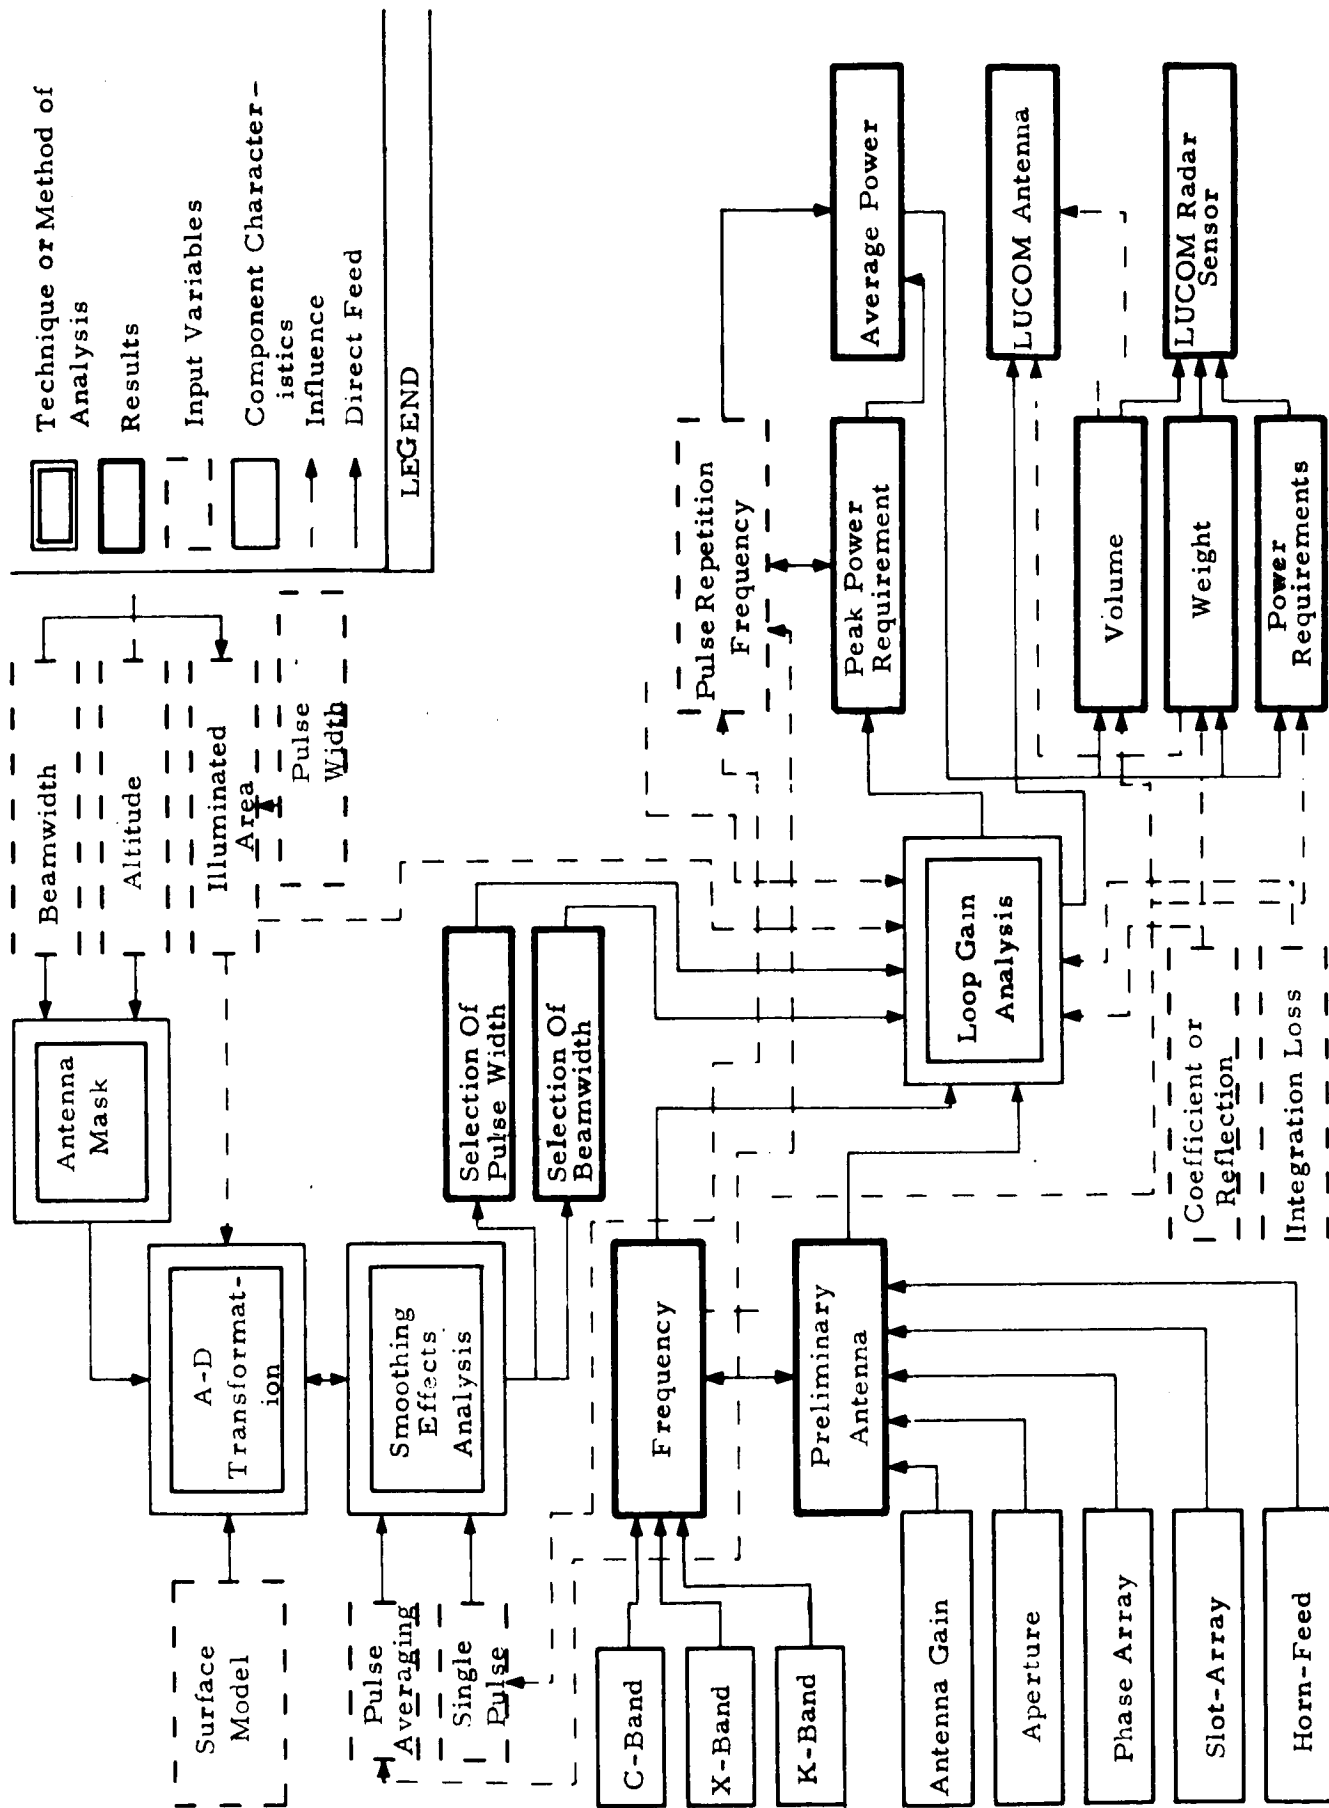 Technique or Method of
Analysis
Results
Input Variables
Component Character-
istics
Influence
Direct Feed
LEGEND
Beamwidth
Altitude
Illuminated
Area
Pulse
Width
Antenna
Mask
A-D
Transformat-
ion
Surface
Model
Smoothing
Effects
Analysis
Pulse
Averaging
Single
Pulse
Selection Of
Pulse Width
Selection Of
Beamwidth
C-Band
X-Band
K-Band
Frequency
Preliminary
Antenna
Antenna Gain
Aperture
Phase Array
Slot-Array
Horn-Feed
Loop Gain
Analysis
Coefficient or
Reflection
Integration Loss
Pulse Repetition
Frequency
Peak Power
Requirement
Average Power
LUCOM Antenna
Volume
Weight
Power
Requirements
LUCOM Radar
Sensor